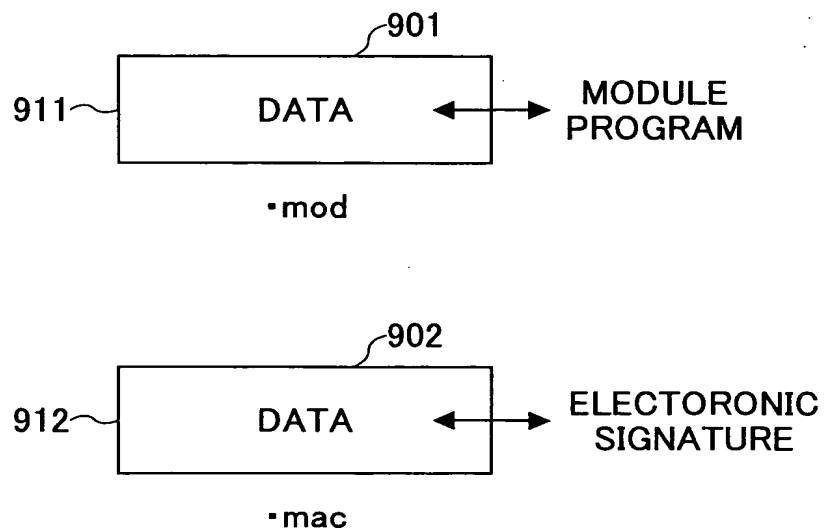 901
911
DATA
MODULE
PROGRAM
・mod
902
912
DATA
ELECTORONIC
SIGNATURE
・mac